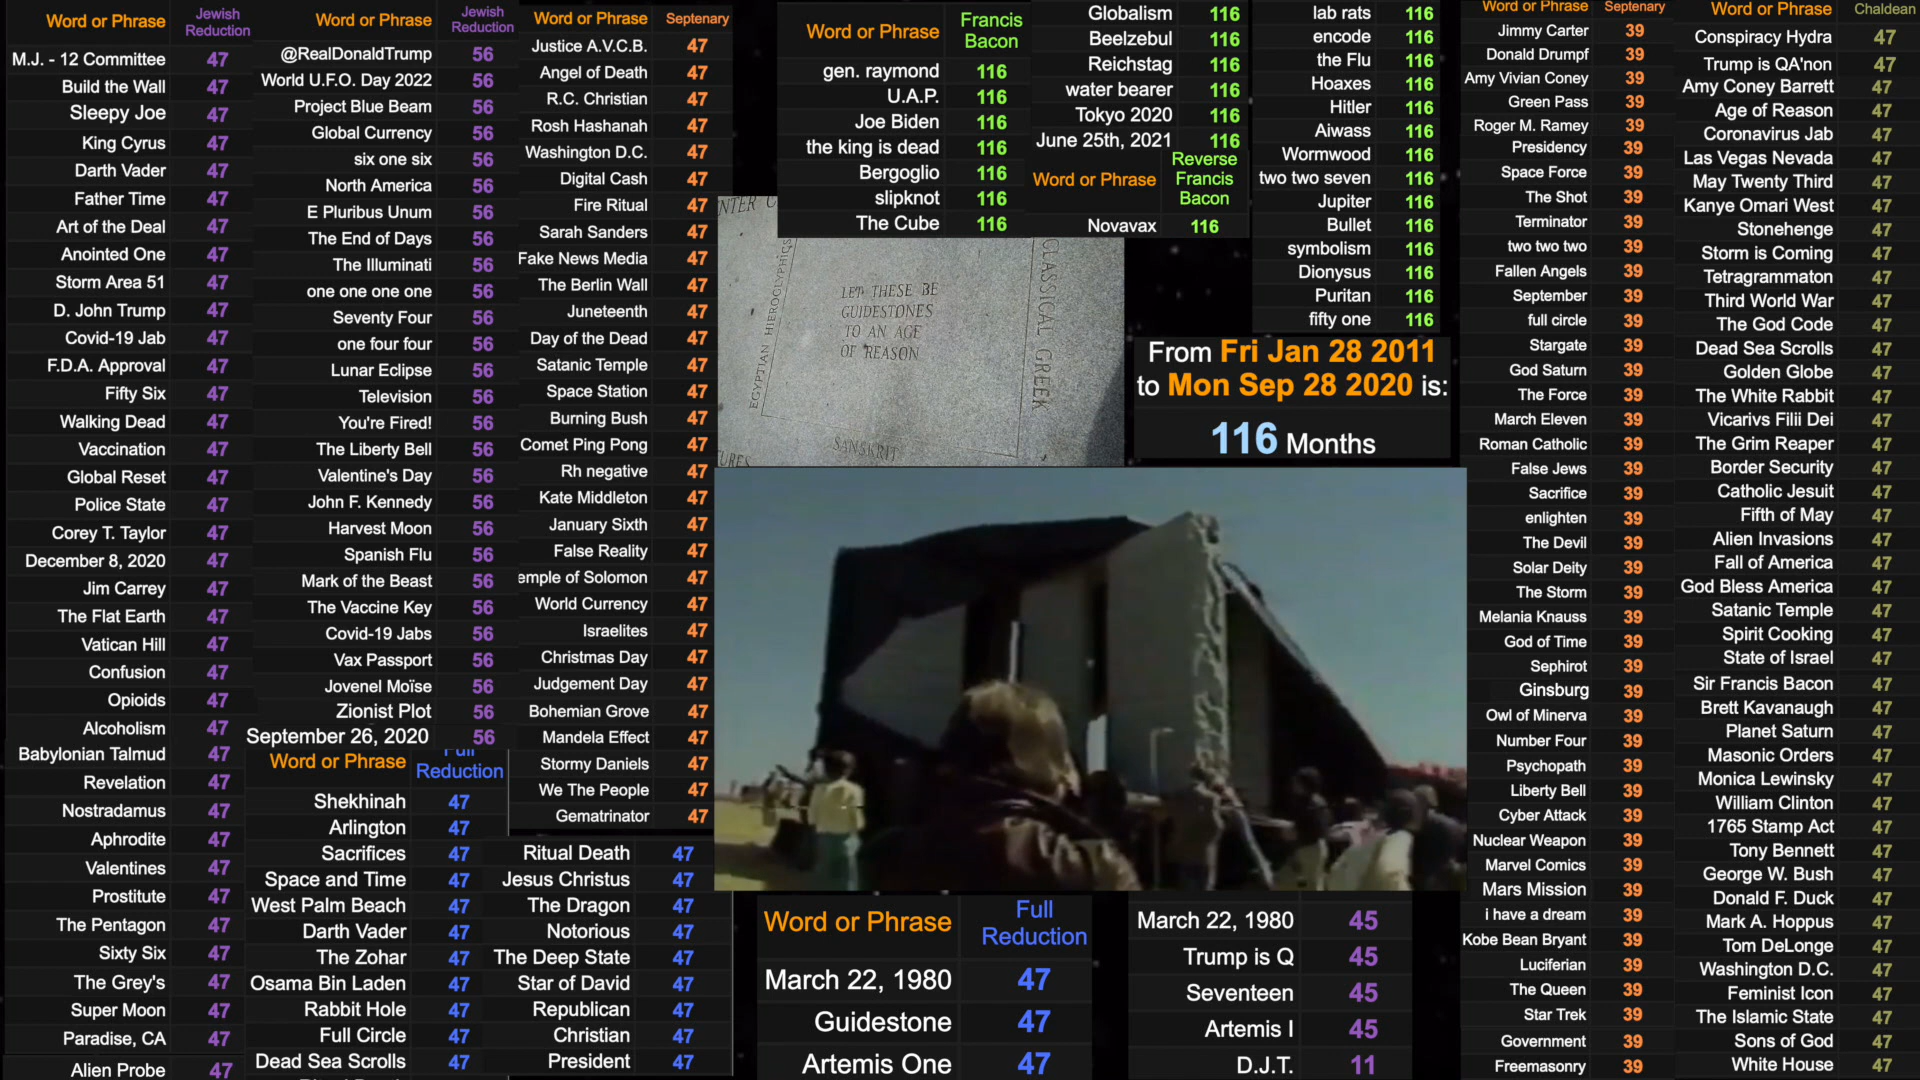 Word or Phrase Jewish Reduction
M.J. - 12 Committee 47
Build the Wall 47
Sleepy Joe 47
King Cyrus 47
Darth Vader 47
Father Time 47
Art of the Deal 47
Anointed One 47
Storm Area 51 47
D. John Trump 47
Covid-19 Jab 47
F.D.A. Approval 47
Fifty Six 47
Walking Dead 47
Vaccination 47
Global Reset 47
Police State 47
Corey T. Taylor 47
December 8, 2020 47
Jim Carrey 47
The Flat Earth 47
Vatican Hill 47
Confusion 47
Opioids 47
Alcoholism 47
Babylonian Talmud 47
Revelation 47
Nostradamus 47
Aphrodite 47
Valentines 47
Prostitute 47
The Pentagon 47
Sixty Six 47
The Grey's 47
Super Moon 47
Paradise, CA 47
Alien Probe 47
Word or Phrase Jewish Reduction
@RealDonaldTrump 56
World U.F.O. Day 2022 56
Project Blue Beam 56
Global Currency 56
six one six 56
North America 56
E Pluribus Unum 56
The End of Days 56
The Illuminati 56
one one one one 56
Seventy Four 56
one four four 56
Lunar Eclipse 56
Television 56
You're Fired! 56
The Liberty Bell 56
Valentine's Day 56
John F. Kennedy 56
Harvest Moon 56
Spanish Flu 56
Mark of the Beast 56
The Vaccine Key 56
Covid-19 Jabs 56
Vax Passport 56
Jovenel Moïse 56
Zionist Plot 56
September 26, 2020 56
Word or Phrase Full Reduction
Shekhinah 47
Arlington 47
Sacrifices 47
Space and Time 47
West Palm Beach 47
Darth Vader 47
The Zohar 47
Osama Bin Laden 47
Rabbit Hole 47
Full Circle 47
Dead Sea Scrolls 47
Word or Phrase Septenary
Justice A.V.C.B. 47
Angel of Death 47
R.C. Christian 47
Rosh Hashanah 47
Washington D.C. 47
Digital Cash 47
Fire Ritual 47
Sarah Sanders 47
Fake News Media 47
The Berlin Wall 47
Juneteenth 47
Day of the Dead 47
Satanic Temple 47
Space Station 47
Burning Bush 47
Comet Ping Pong 47
Rh negative 47
Kate Middleton 47
January Sixth 47
False Reality 47
emple of Solomon 47
World Currency 47
Israelites 47
Christmas Day 47
Judgement Day 47
Bohemian Grove 47
Mandela Effect 47
Stormy Daniels 47
We The People 47
Gematrinator 47
Ritual Death 47
Jesus Christus 47
The Dragon 47
Notorious 47
The Deep State 47
Star of David 47
Republican 47
Christian 47
President 47
Word or Phrase Francis Bacon
gen. raymond 116
U.A.P. 116
Joe Biden 116
the king is dead 116
Bergoglio 116
slipknot 116
The Cube 116
Globalism 116
Beelzebul 116
Reichstag 116
water bearer 116
Tokyo 2020 116
June 25th, 2021 116
Word or Phrase Reverse Francis Bacon
Novavax 116
lab rats 116
encode 116
the Flu 116
Hoaxes 116
Hitler 116
Aiwass 116
Wormwood 116
two two seven 116
Jupiter 116
Bullet 116
symbolism 116
Dionysus 116
Puritan 116
fifty one 116
NTER C
EGYPTIAN HIEROGLYPHICS
LET THESE BE
GUIDESTONES
TO AN AGE
OF REASON
CLASSICAL GREEK
SANSKRIT
TURES
From Fri Jan 28 2011
to Mon Sep 28 2020 is:
116 Months
Word or Phrase Full Reduction
March 22, 1980 47
Guidestone 47
Artemis One 47
March 22, 1980 45
Trump is Q 45
Seventeen 45
Artemis I 45
D.J.T. 11
Word or Phrase Septenary
Jimmy Carter 39
Donald Drumpf 39
Amy Vivian Coney 39
Green Pass 39
Roger M. Ramey 39
Presidency 39
Space Force 39
The Shot 39
Terminator 39
two two two 39
Fallen Angels 39
September 39
full circle 39
Stargate 39
God Saturn 39
The Force 39
March Eleven 39
Roman Catholic 39
False Jews 39
Sacrifice 39
enlighten 39
The Devil 39
Solar Deity 39
The Storm 39
Melania Knauss 39
God of Time 39
Sephirot 39
Ginsburg 39
Owl of Minerva 39
Number Four 39
Psychopath 39
Liberty Bell 39
Cyber Attack 39
Nuclear Weapon 39
Marvel Comics 39
Mars Mission 39
i have a dream 39
Kobe Bean Bryant 39
Luciferian 39
The Queen 39
Star Trek 39
Government 39
Freemasonry 39
Word or Phrase Chaldean
Conspiracy Hydra 47
Trump is QA'non 47
Amy Coney Barrett 47
Age of Reason 47
Coronavirus Jab 47
Las Vegas Nevada 47
May Twenty Third 47
Kanye Omari West 47
Stonehenge 47
Storm is Coming 47
Tetragrammaton 47
Third World War 47
The God Code 47
Dead Sea Scrolls 47
Golden Globe 47
The White Rabbit 47
Vicarivs Filii Dei 47
The Grim Reaper 47
Border Security 47
Catholic Jesuit 47
Fifth of May 47
Alien Invasions 47
Fall of America 47
God Bless America 47
Satanic Temple 47
Spirit Cooking 47
State of Israel 47
Sir Francis Bacon 47
Brett Kavanaugh 47
Planet Saturn 47
Masonic Orders 47
Monica Lewinsky 47
William Clinton 47
1765 Stamp Act 47
Tony Bennett 47
George W. Bush 47
Donald F. Duck 47
Mark A. Hoppus 47
Tom DeLonge 47
Washington D.C. 47
Feminist Icon 47
The Islamic State 47
Sons of God 47
White House 47